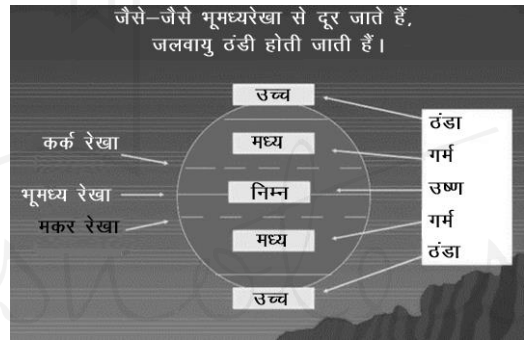 जैसे–जैसे भूमध्यरेखा से दूर जाते हैं,
जलवायु ठंडी होती जाती हैं।
उच्च
ठंडा
कर्क रेखा
मध्य
गर्म
भूमध्य रेखा
निम्न
उष्ण
मकर रेखा
मध्य
गर्म
ठंडा
उच्च